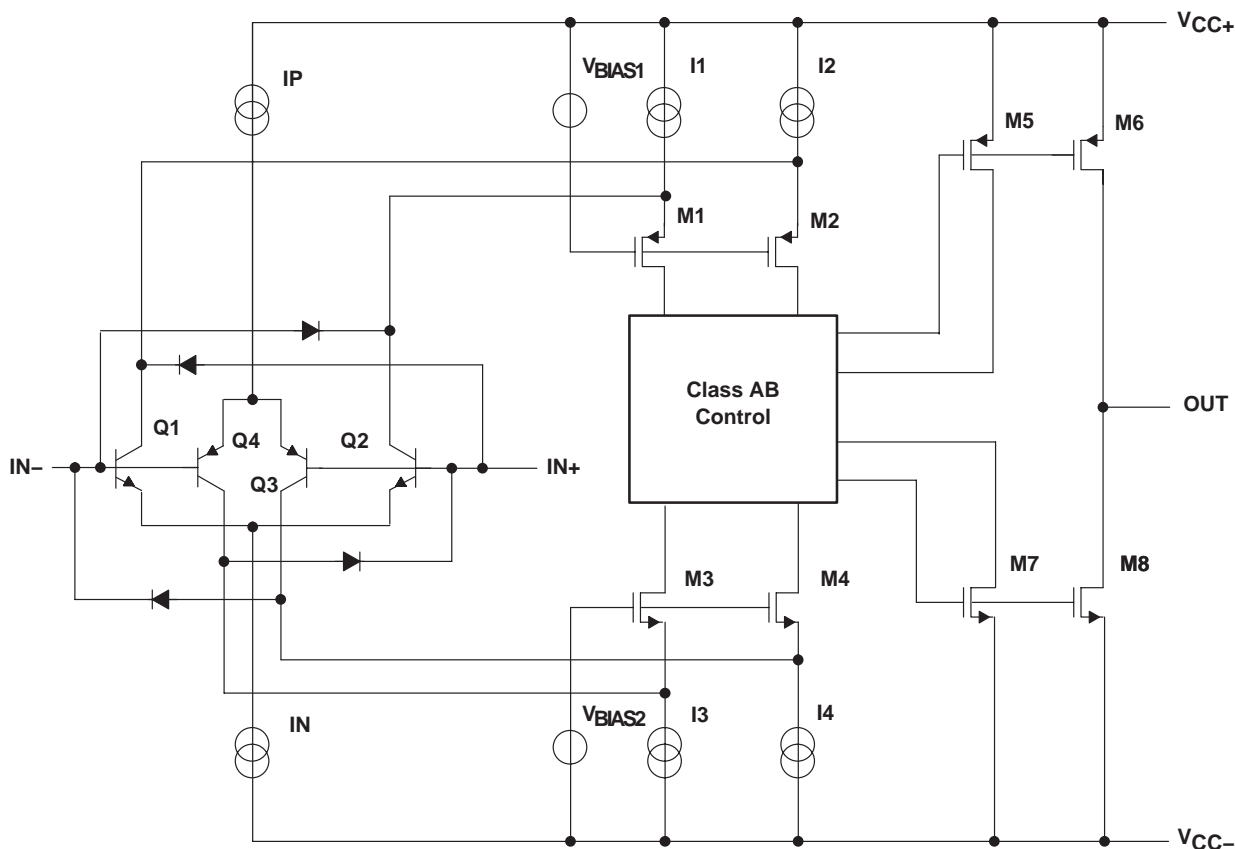 VCC+
IP
VBIAS1
I1
I2
M5
M6
M1
M2
Class AB
Control
OUT
Q1
Q4
Q2
IN−
Q3
IN+
M3
M4
M7
M8
IN
VBIAS2
I3
I4
VCC−